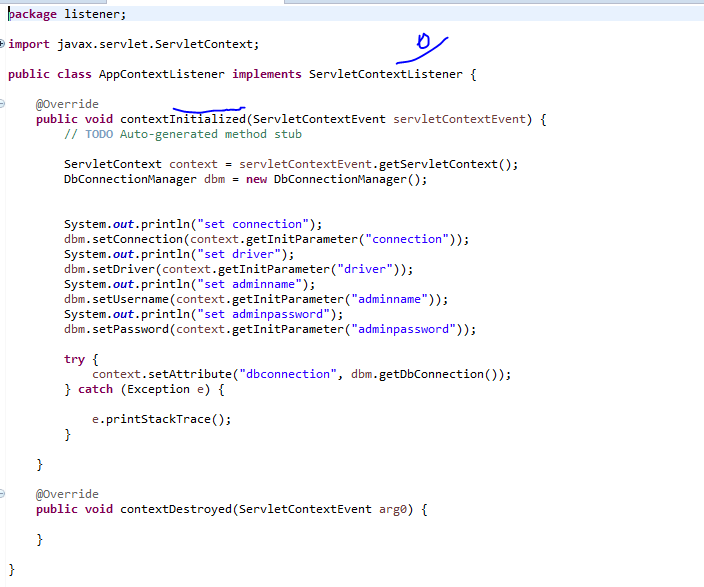 package listener;
import javax.servlet.ServletContext;
public class AppContextListener implements ServletContextListener {
@Override
public void contextInitialized(ServletContextEvent servletContextEvent) {
// TODO Auto-generated method stub
ServletContext context = servletContextEvent.getServletContext();
DbConnectionManager dbm = new DbConnectionManager();
System.out.println("set connection");
dbm.setConnection(context.getInitParameter("connection"));
System.out.println("set driver");
dbm.setDriver(context.getInitParameter("driver"));
System.out.println("set adminname");
dbm.setUsername(context.getInitParameter("adminname"));
System.out.println("set adminpassword");
dbm.setPassword(context.getInitParameter("adminpassword"));
try {
context.setAttribute("dbconnection", dbm.getDbConnection());
} catch (Exception e) {
e.printStackTrace();
}
}
@Override
public void contextDestroyed(ServletContextEvent arg0) {
}
}